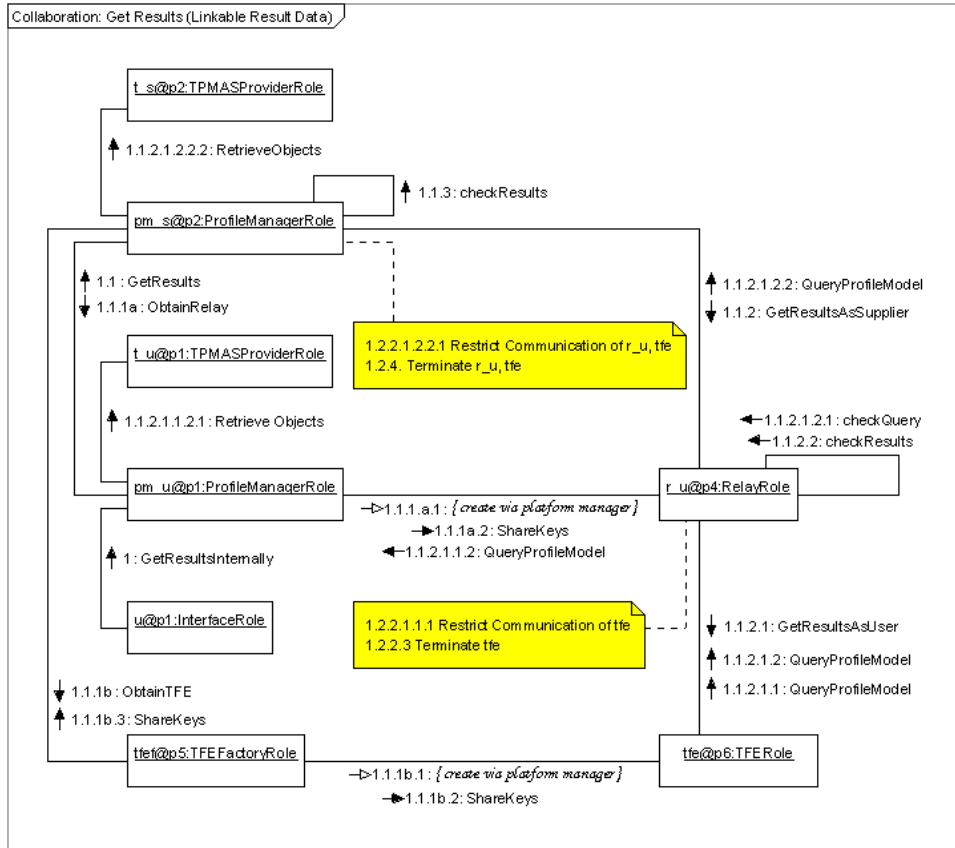 Collaboration: Get Results (Linkable Result Data)
t_s@p2:TPMASProviderRole
1.1.2.1.2.2.2: RetrieveObjects
1.1.3: checkResults
pm_s@p2:ProfileManagerRole
1.1 : GetResults
1.1.1a : ObtainRelay
1.1.2.1.2.2: QueryProfileModel
1.1.2: GetResultsAsSupplier
t_u@p1:TPMASProviderRole
1.2.2.1.2.2.1 Restrict Communication of r_u, tfe
1.2.4. Terminate r_u, tfe
1.1.2.1.1.2.1: Retrieve Objects
1.1.2.1.2.1: checkQuery
1.1.2.2: checkResults
pm_u@p1:ProfileManagerRole
r_u@p4:RelayRole
1.1.1.a.1: {create via platform manager}
1.1.1a.2: ShareKeys
1.1.2.1.1.2: QueryProfileModel
1: GetResultsInternally
u@p1:InterfaceRole
1.2.2.1.1.1 Restrict Communication of tfe
1.2.2.3 Terminate tfe
1.1.2.1: GetResultsAsUser
1.1.2.1.2: QueryProfileModel
1.1.2.1.1: QueryProfileModel
1.1.1b: ObtainTFE
1.1.1b.3: ShareKeys
tfef@p5:TFEFactoryRole
tfe@p6:TFERole
1.1.1b.1: {create via platform manager}
1.1.1b.2: ShareKeys